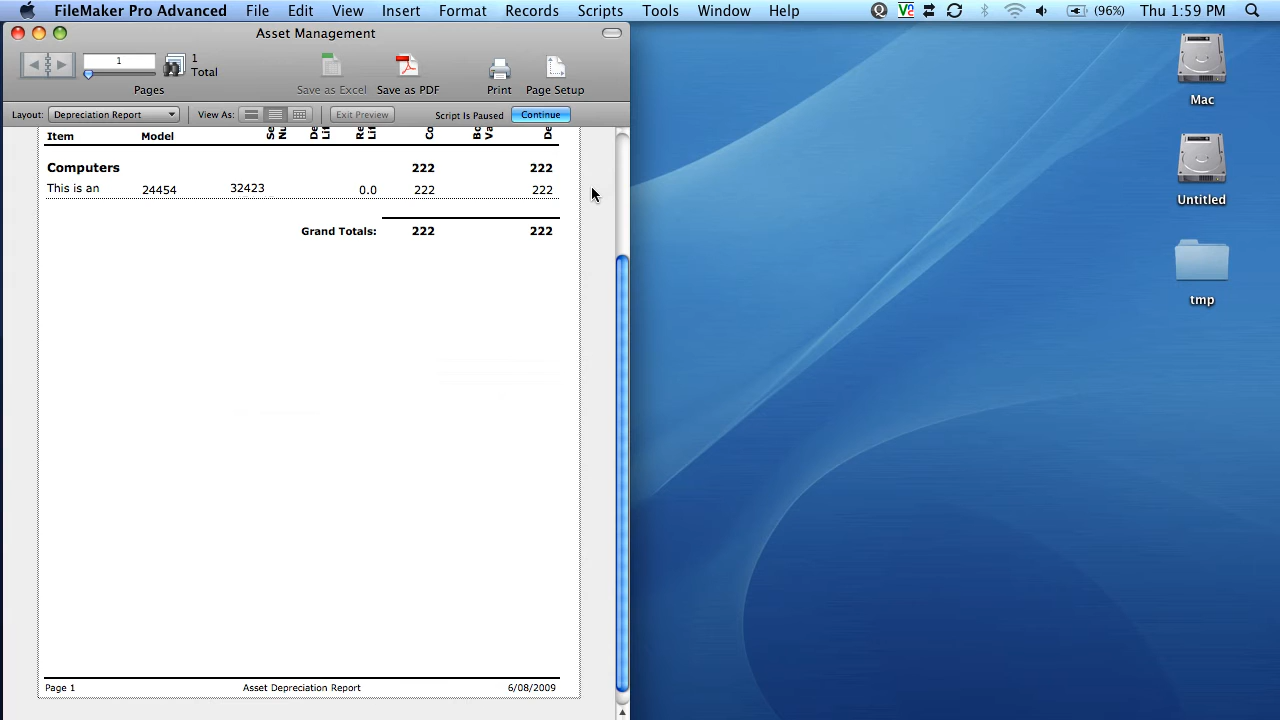 FileMaker Pro Advanced File Edit View Insert Format Records Scripts Tools Window Help (96%) Thu 1:59 PM
Asset Management
1
1
Total
Pages
Save as Excel
Save as PDF
Print
Page Setup
Layout: Depreciation Report View As: Exit Preview Script Is Paused Continue
Item Model
Computers 222 222
This is an 24454 32423 0.0 222 222
Grand Totals: 222 222
Page 1 Asset Depreciation Report 6/08/2009
Mac
Untitled
tmp